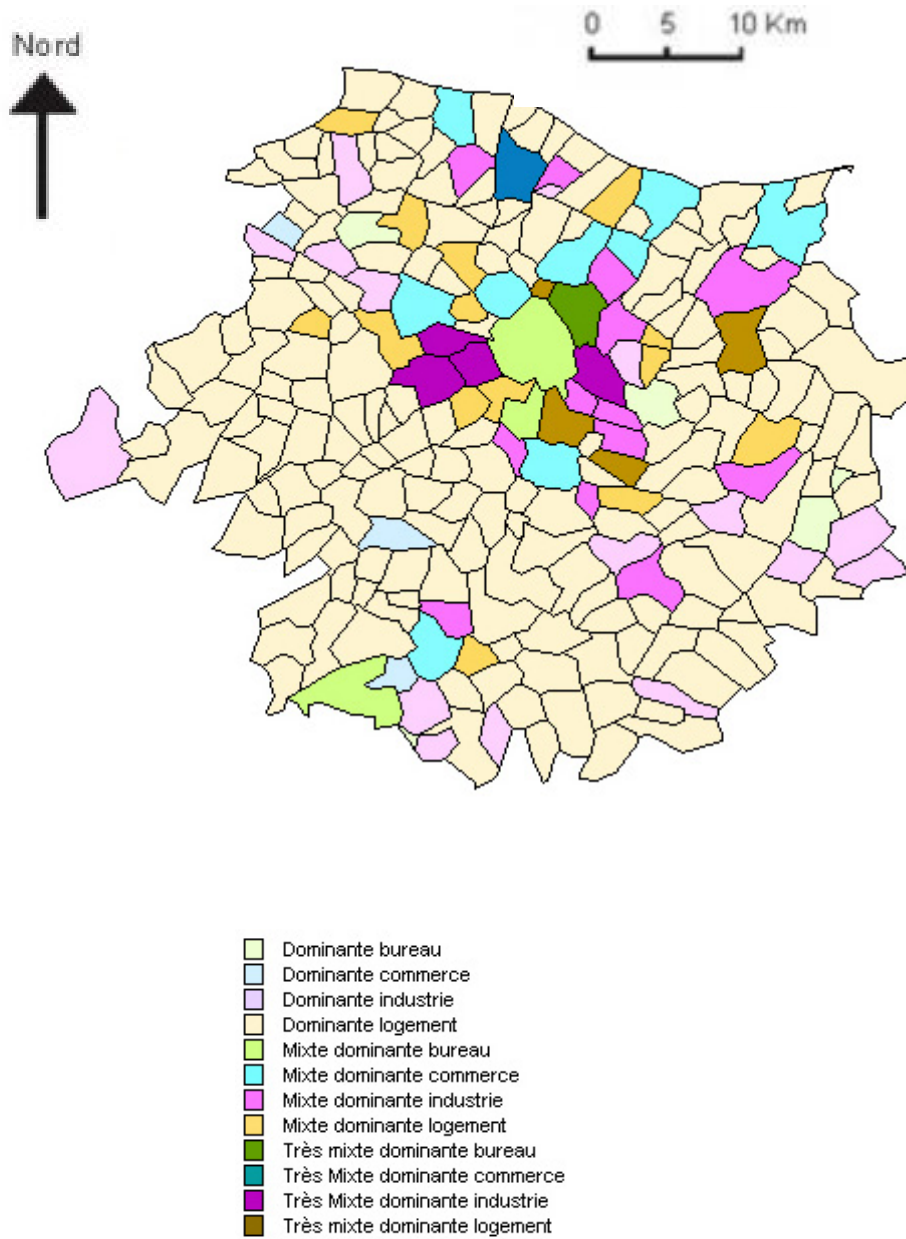 0 5 10 Km
Nord
Dominante bureau
Dominante commerce
Dominante industrie
Dominante logement
Mixte dominante bureau
Mixte dominante commerce
Mixte dominante industrie
Mixte dominante logement
Très mixte dominante bureau
Très Mixte dominante commerce
Très Mixte dominante industrie
Très mixte dominante logement